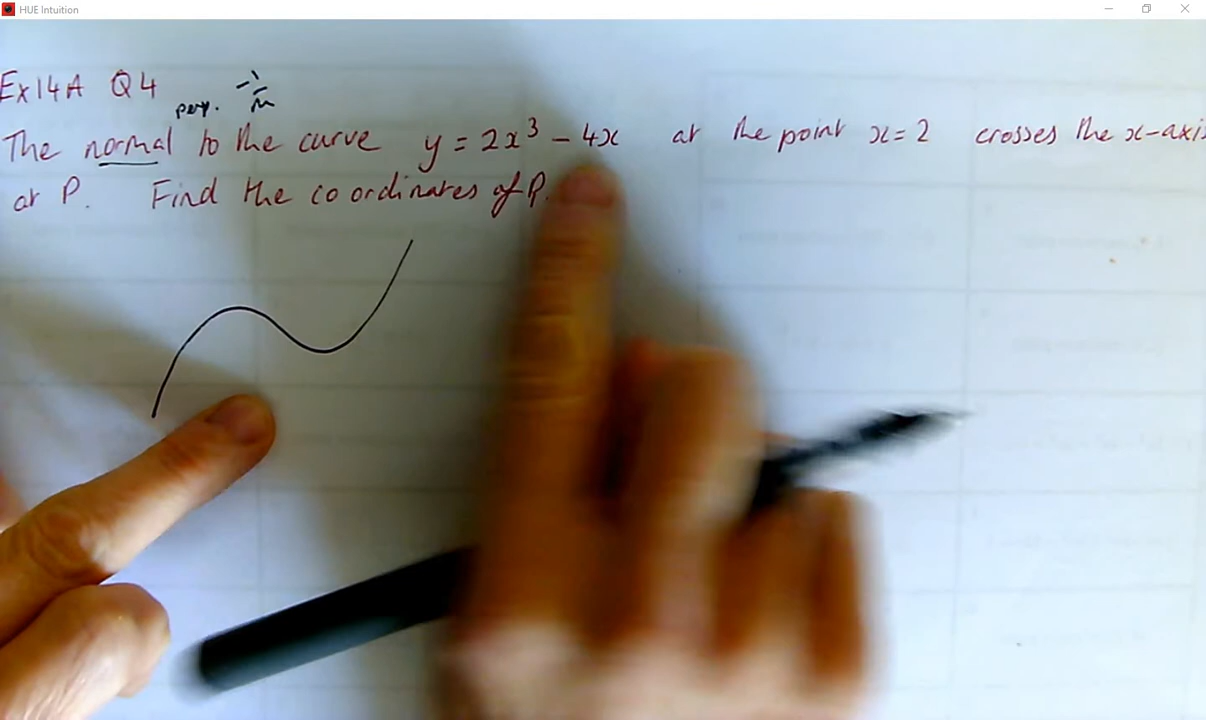 HUE Intuition
Ex14A Q4
perp. -1/m
The normal to the curve y = 2x³ - 4x at the point x = 2 crosses the x-axis
at P. Find the coordinates of P.